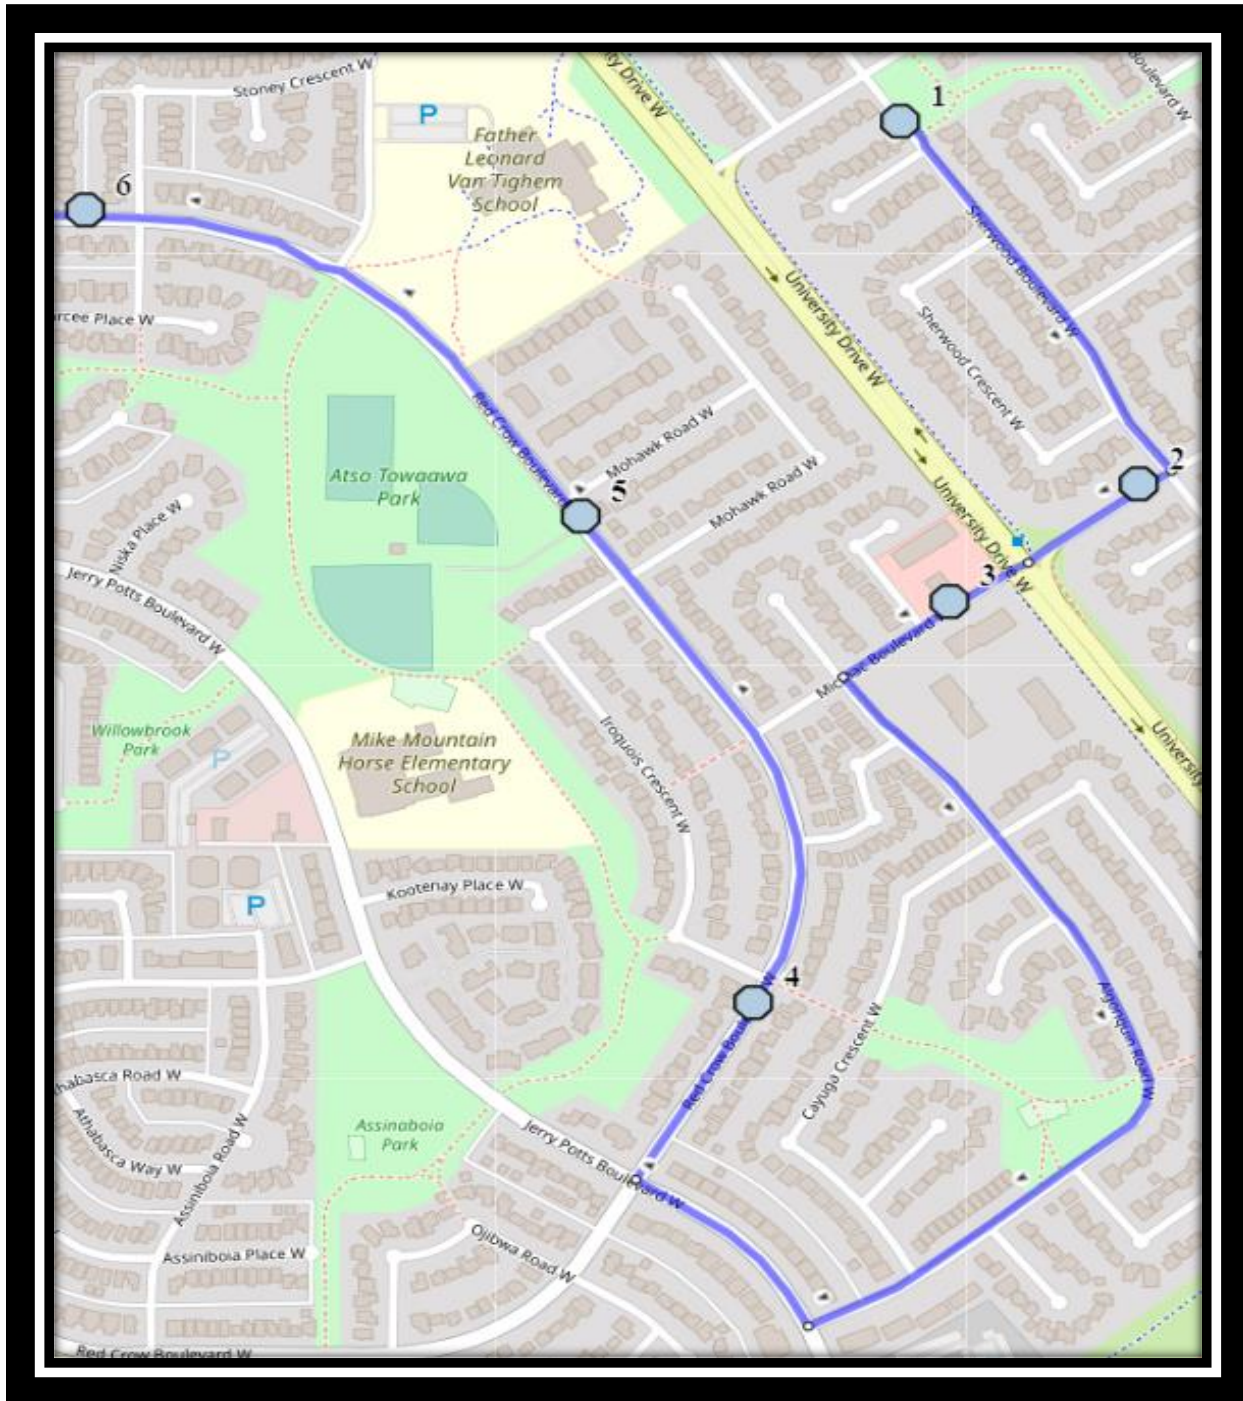 Stoney Crescent W
P
Father
Leonard
Van Tighem
School
ty Drive W
Boulevard W
1
6
Sherwood Boulevard W
University Drive W
rcee Place W
Sherwood Crescent W
Red Crow Boulevard
Mohawk Road W
2
Atso Towaawa
Park
5
Mohawk Road W
University Drive W
Niska Place W
3
Jerry Potts Boulevard W
Boulevard
Iroquois Crescent W
Willowbrook
Park
P
Mike Mountain
Horse Elementary
School
University
Kootenay Place W
P
4
W
Red Crow Boul
Algonquin Road W
Cayuga Crescent W
thabasca Road W
Athabasca Way W
Assiniboia Road W
Assinaboia
Park
Jerry Potts Boulevard W
Ojibwa Road W
Assiniboia Place W
Red Crow Boulevard W